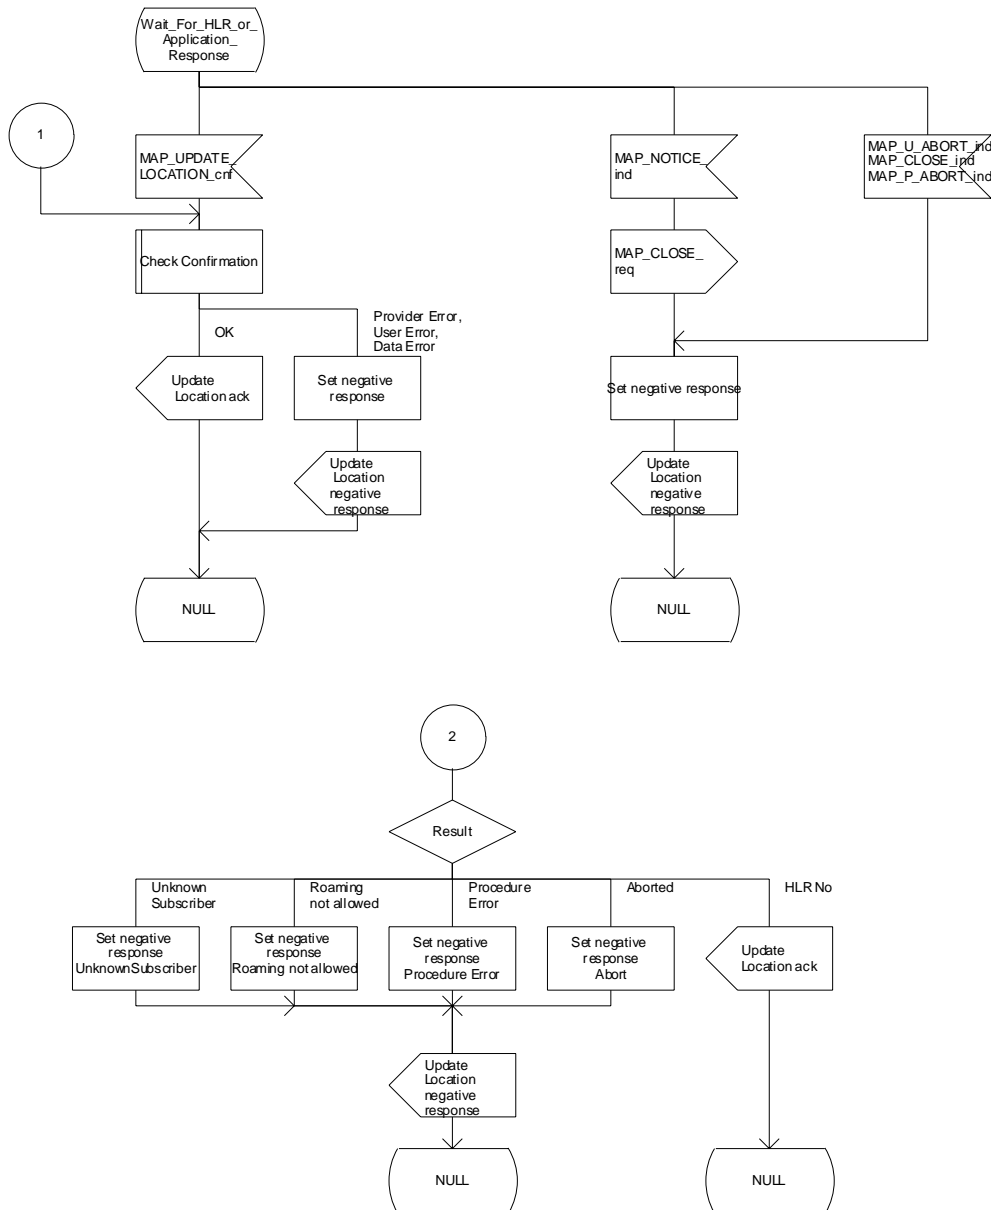 Wait_For_HLR_or_
Application_
Response
1
MAP_UPDATE_
LOCATION_cnf
MAP_NOTICE_
ind
MAP_U_ABORT_ind
MAP_CLOSE_ind
MAP_P_ABORT_ind
Check Confirmation
MAP_CLOSE_
req
OK
Provider Error,
User Error,
Data Error
Update
Location ack
Set negative
response
Set negative response
Update
Location
negative
response
Update
Location
negative
response
NULL
NULL
2
Result
Unknown
Subscriber
Roaming
not allowed
Procedure
Error
Aborted
HLR No
Set negative
response
UnknownSubscriber
Set negative
response
Roaming not allowed
Set negative
response
Procedure Error
Set negative
response
Abort
Update
Location ack
Update
Location
negative
response
NULL
NULL